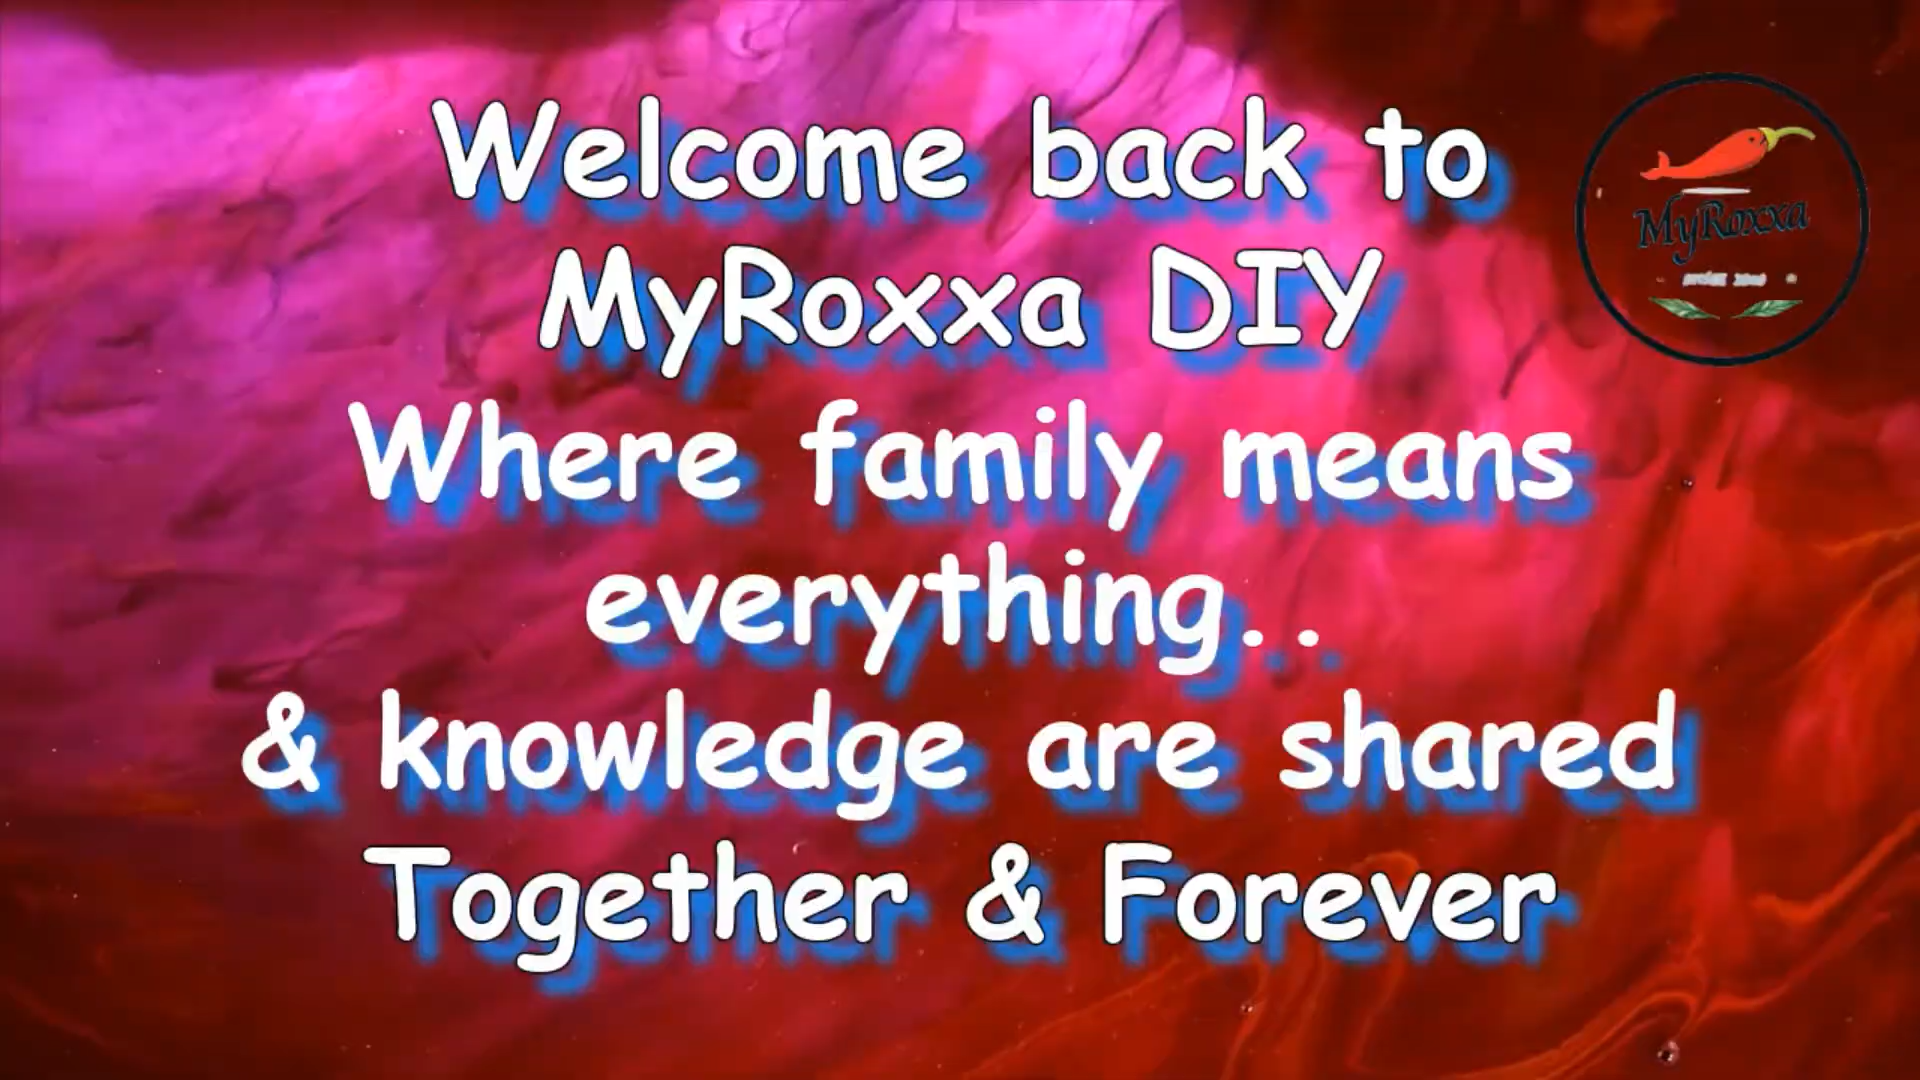 Welcome back to
MyRoxxa DIY
Where family means
everything..
& knowledge are shared
Together & Forever
MyRoxxa